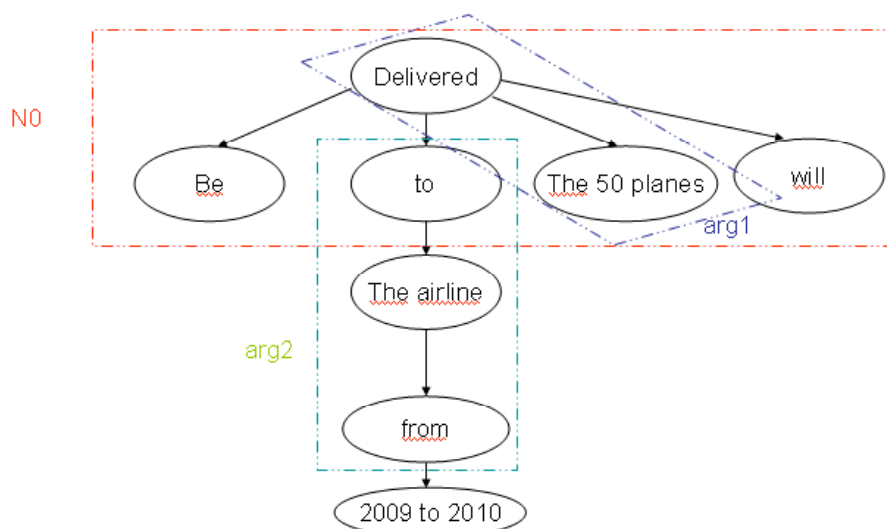 Delivered
N0
Be
to
The 50 planes
will
arg1
The airline
arg2
from
2009 to 2010